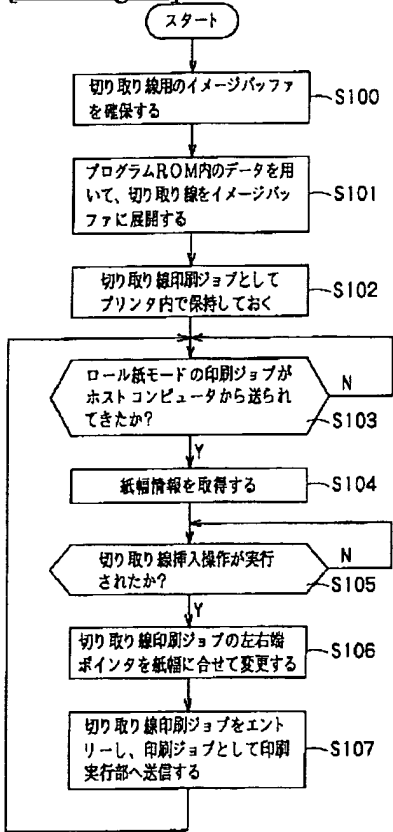 スタート
切り取り線用のイメージバッファ
を確保する
S100
プログラムROM内のデータを用
いて、切り取り線をイメージバッ
ファに展開する
S101
切り取り線印刷ジョブとして
プリンタ内で保持しておく
S102
ロール紙モードの印刷ジョブが
ホストコンピュータから送られ
てきたか?
N
S103
Y
紙幅情報を取得する
S104
切り取り線挿入操作が実行
されたか?
N
S105
Y
切り取り線印刷ジョブの左右端
ポインタを紙幅に合せて変更する
S106
切り取り線印刷ジョブをエント
リーし、印刷ジョブとして印刷
実行部へ送信する
S107